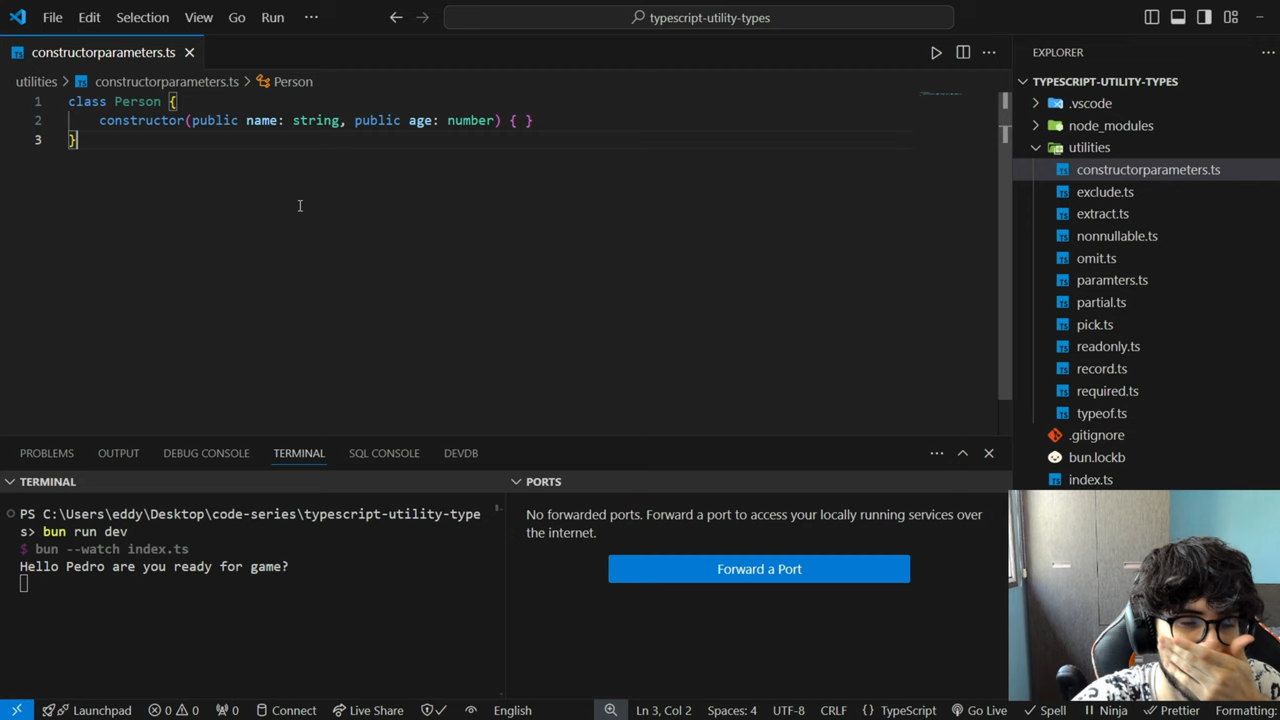 File Edit Selection View Go Run ··· typescript-utility-types
constructorparameters.ts
utilities > constructorparameters.ts > Person
1 class Person {
2 constructor(public name: string, public age: number) { }
3 }
EXPLORER
TYPESCRIPT-UTILITY-TYPES
.vscode
node_modules
utilities
constructorparameters.ts
exclude.ts
extract.ts
nonnullable.ts
omit.ts
paramters.ts
partial.ts
pick.ts
readonly.ts
record.ts
required.ts
typeof.ts
.gitignore
bun.lockb
index.ts
PROBLEMS OUTPUT DEBUG CONSOLE TERMINAL SQL CONSOLE DEVDB
TERMINAL
PS C:\Users\eddy\Desktop\code-series\typescript-utility-type
s> bun run dev
$ bun --watch index.ts
Hello Pedro are you ready for game?
PORTS
No forwarded ports. Forward a port to access your locally running services over
the internet.
Forward a Port
Launchpad 0 0 0 Connect Live Share English Ln 3, Col 2 Spaces: 4 UTF-8 CRLF {} TypeScript Go Live Spell Ninja Prettier Formatting: